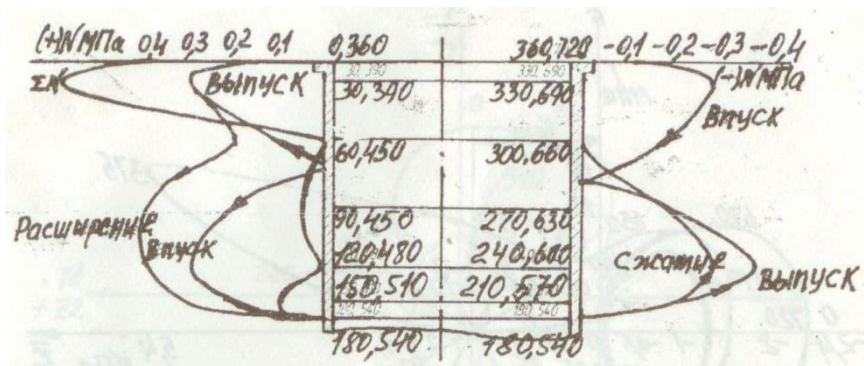 (+)N МПа 0,4 0,3 0,2 0,1 0,360 360,720 -0,1 -0,2 -0,3 -0,4
30,390 330,690
ΣN ВЫПУСК 30,390 330,690 (-)N МПа
ВПУСК
60,450 300,660
Расширение 90,450 270,630
ВПУСК 120,480 240,600 Сжатие
150,510 210,570 ВЫПУСК
180,540 180,540
180,540 180,540